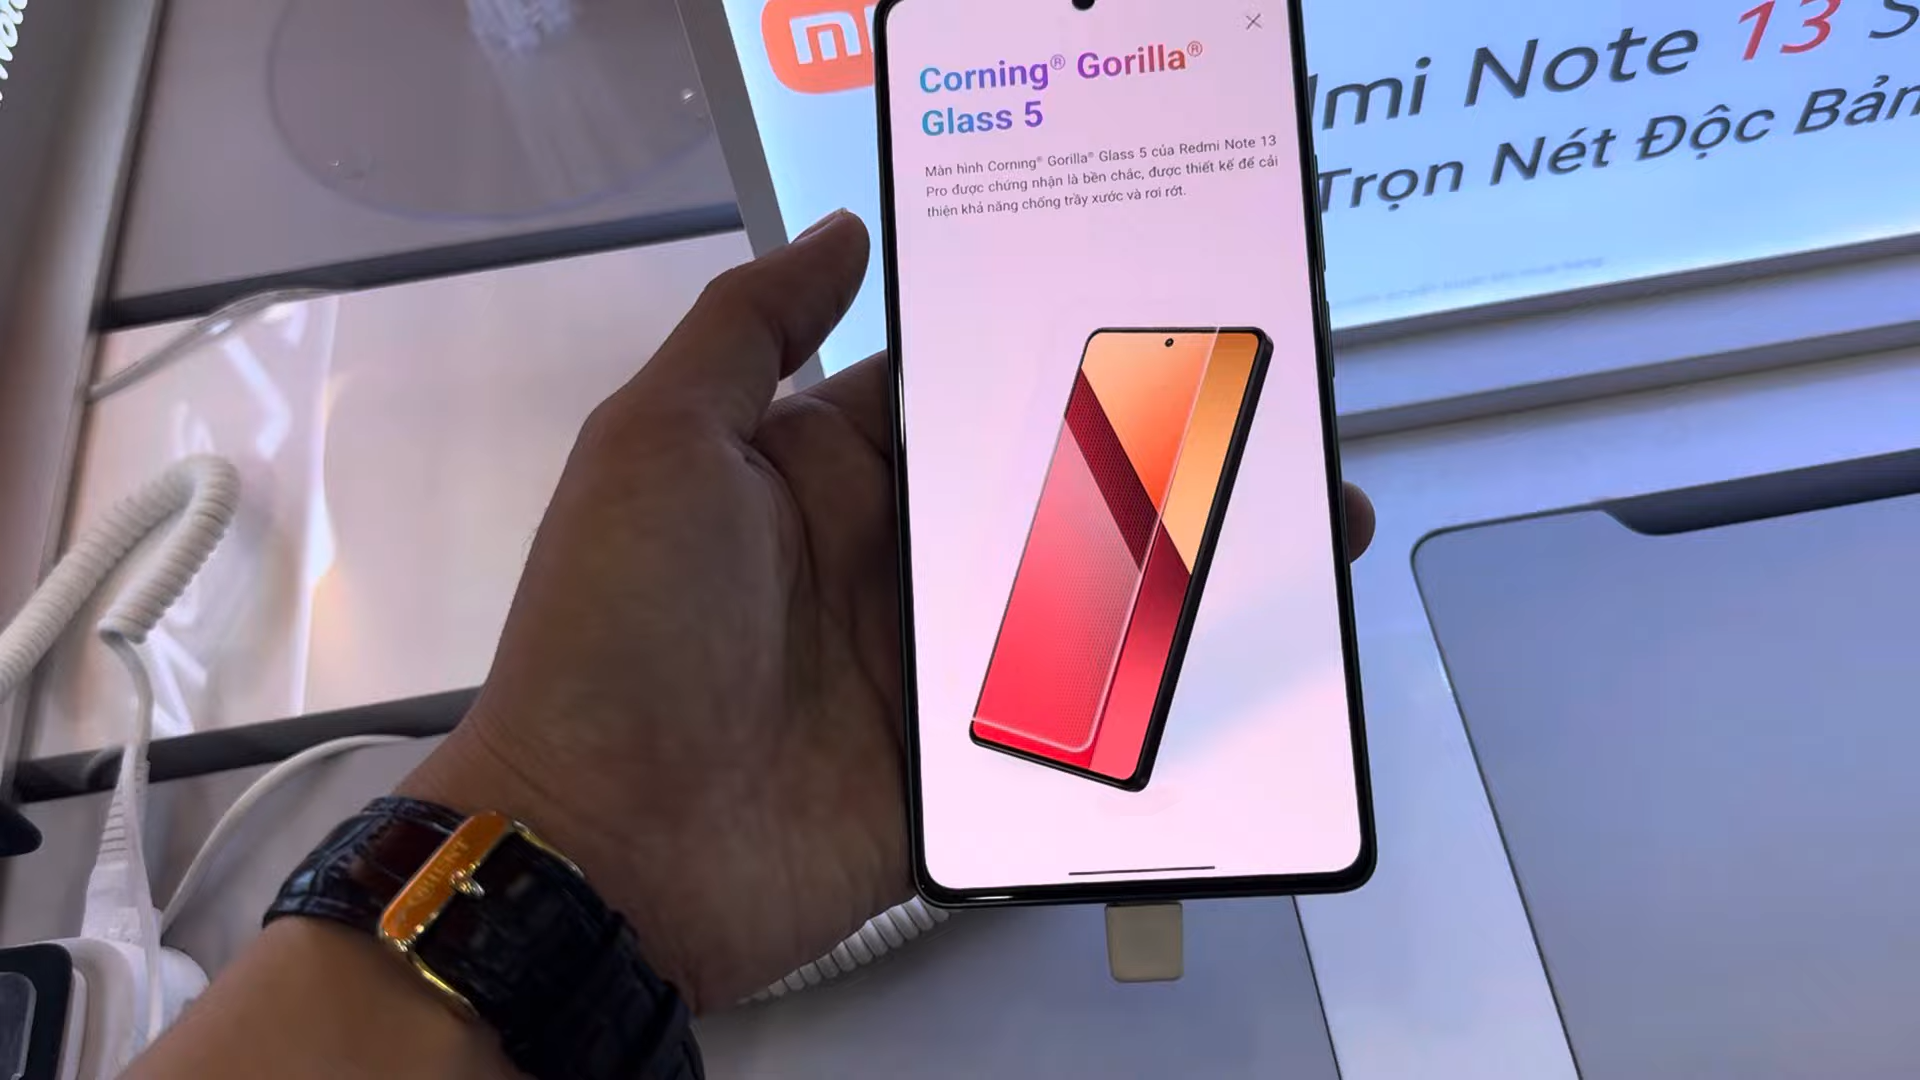 Corning® Gorilla®
Glass 5
Màn hình Corning® Gorilla® Glass 5 của Redmi Note 13
Pro được chứng nhận là bền chắc, được thiết kế để cải
thiện khả năng chống trầy xước và rơi rớt.
mi Note 13 S
Trọn Nét Độc Bản
ORIENT